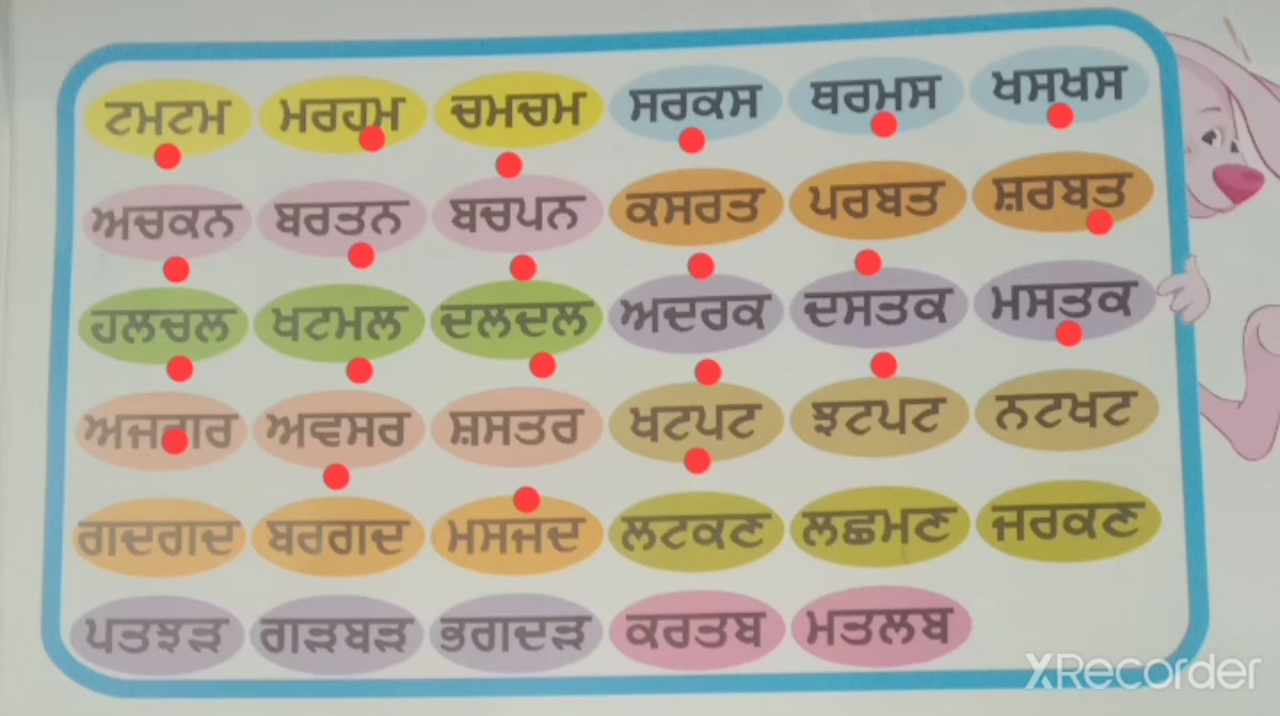 ਟਮਟਮ ਮਰਹਮ ਚਮਚਮ ਸਰਕਸ ਥਰਮਸ ਖਸਖਸ
ਅਚਕਨ ਬਰਤਨ ਬਚਪਨ ਕਸਰਤ ਪਰਬਤ ਸ਼ਰਬਤ
ਹਲਚਲ ਖਟਮਲ ਦਲਦਲ ਅਦਰਕ ਦਸਤਕ ਮਸਤਕ
ਅਜਗਰ ਅਵਸਰ ਸ਼ਸਤਰ ਖਟਪਟ ਝਟਪਟ ਨਟਖਟ
ਗਦਗਦ ਬਰਗਦ ਮਸਜਦ ਲਟਕਣ ਲਛਮਣ ਜਰਕਣ
ਪਤਝੜ ਗੜਬੜ ਭਗਦੜ ਕਰਤਬ ਮਤਲਬ
XRecorder